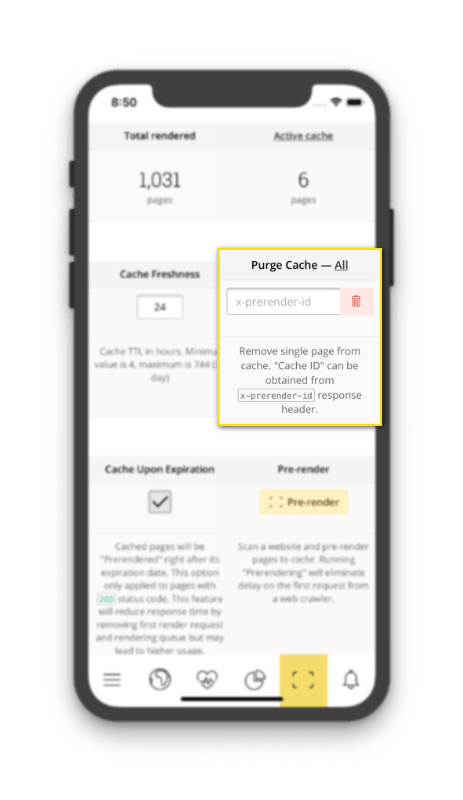 8:50
Total rendered
Active cache
1,031
pages
6
pages
Cache Freshness
24
Cache TTL in hours. Minima
value is 4, maximum is 744 (
day)
Purge Cache — All
x-prerender-id
Remove single page from
cache. "Cache ID" can be
obtained from
x-prerender-id response
header.
Cache Upon Expiration
Cached pages will be
"Prerendered" right after its
expiration date. This option
only applied to pages with
200 status code. This feature
will reduce response time by
removing first render request
and rendering queue but may
lead to higher usage.
Pre-render
Pre-render
Scan a website and pre-render
pages to cache. Running
"Prerendering" will eliminate
delay on the first request from
a web crawler.